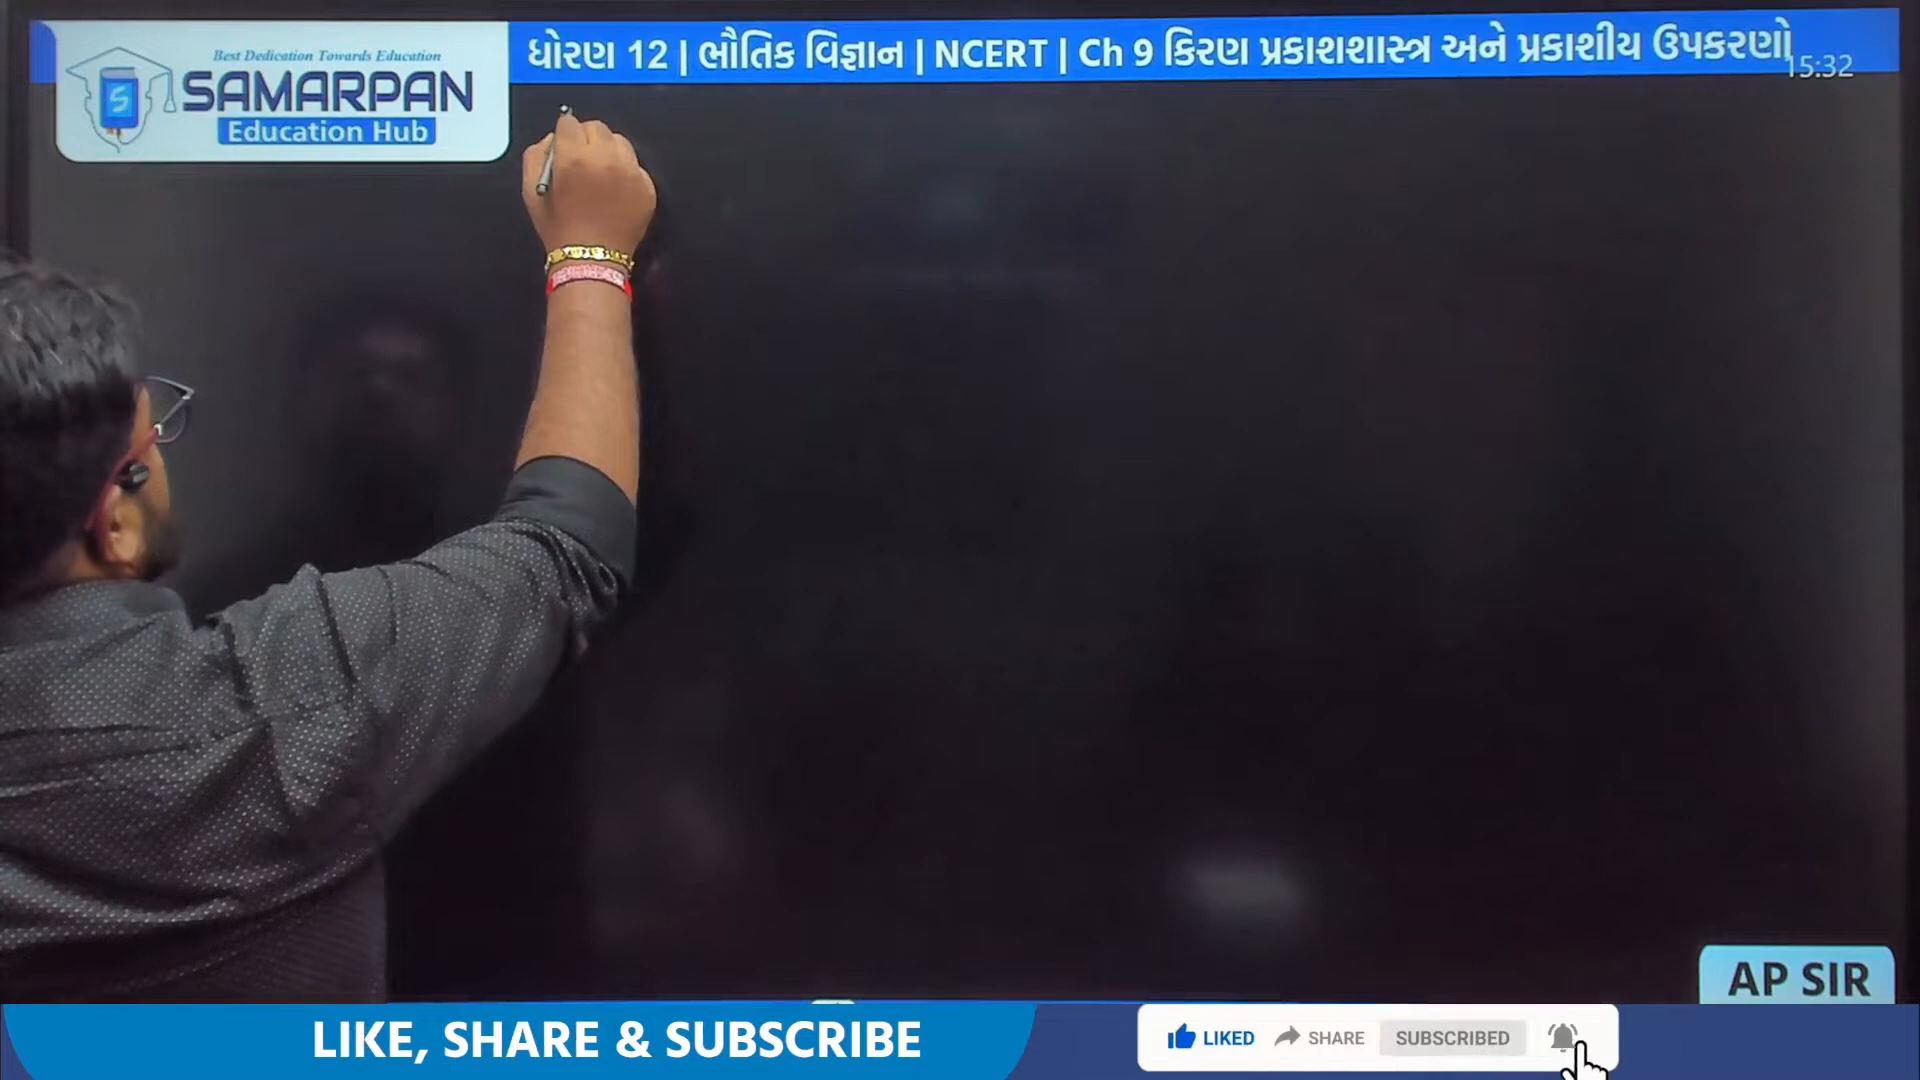 Best Dedication Towards Education
SAMARPAN
Education Hub
ધોરણ 12 | ભૌતિક વિજ્ઞાન | NCERT | Ch 9 કિરણ પ્રકાશશાસ્ત્ર અને પ્રકાશીય ઉપકરણો
15:32
AP SIR
LIKE, SHARE & SUBSCRIBE
LIKED SHARE SUBSCRIBED